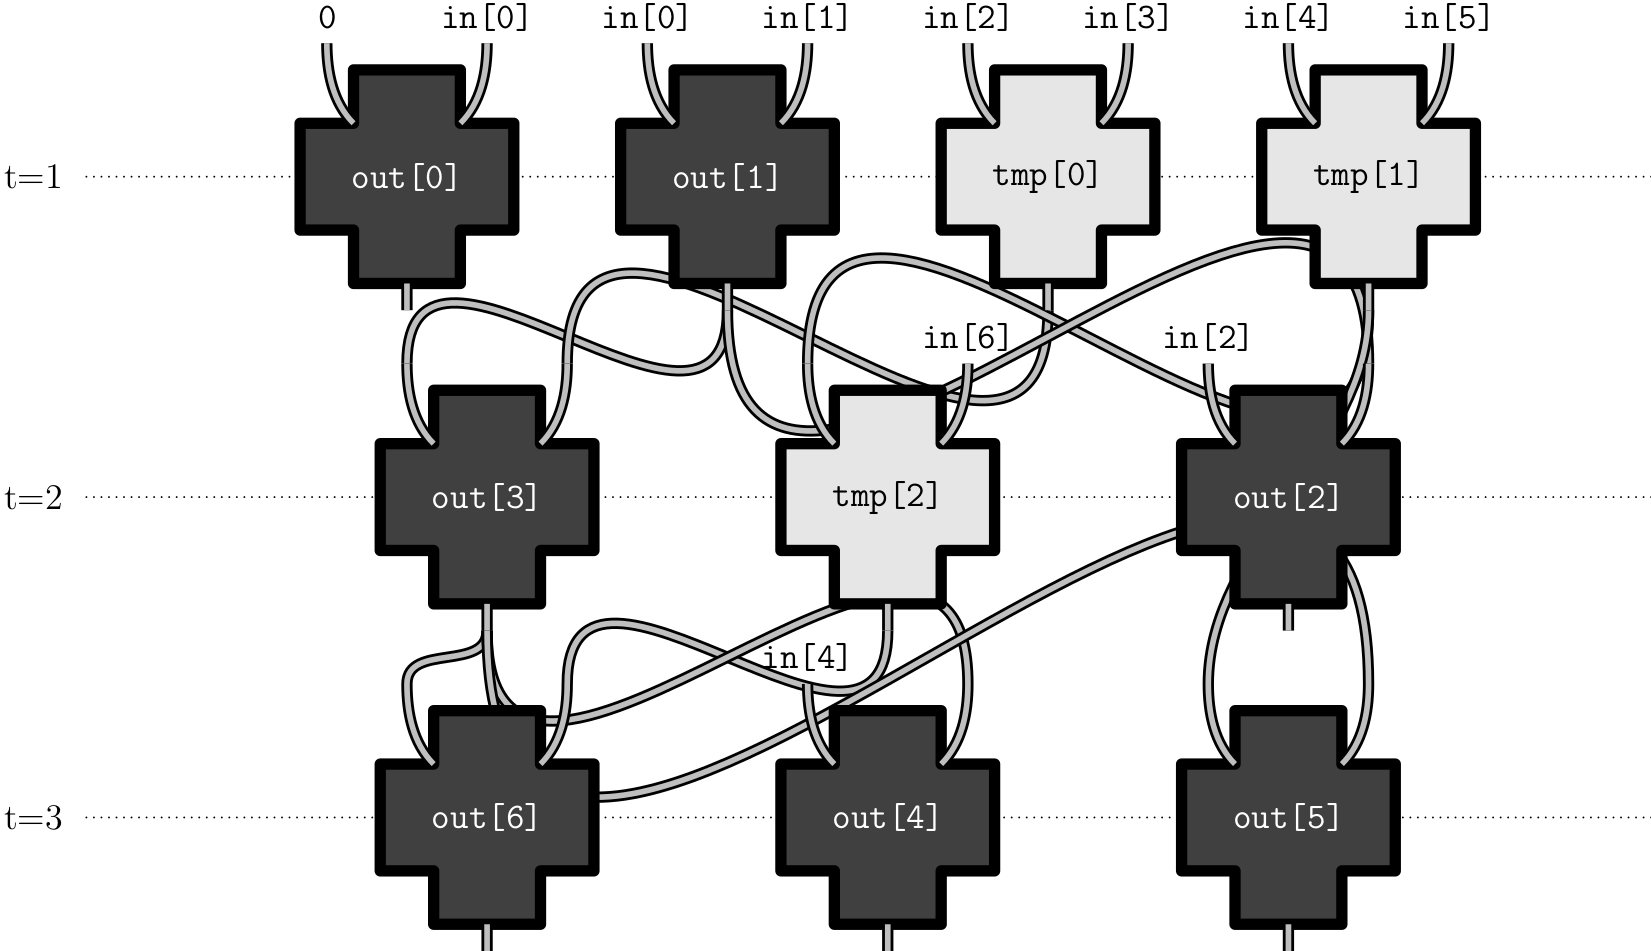 0 in[0] in[0] in[1] in[2] in[3] in[4] in[5]
t=1 out[0] out[1] tmp[0] tmp[1]
in[6] in[2]
t=2 out[3] tmp[2] out[2]
in[4]
t=3 out[6] out[4] out[5]